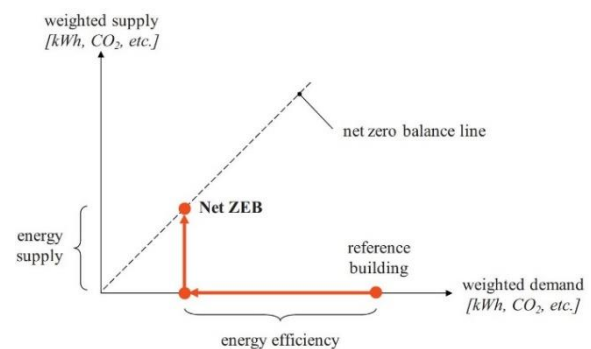 weighted supply
[kWh, CO₂, etc.]
net zero balance line
Net ZEB
energy
supply
reference
building
weighted demand
[kWh, CO₂, etc.]
energy efficiency